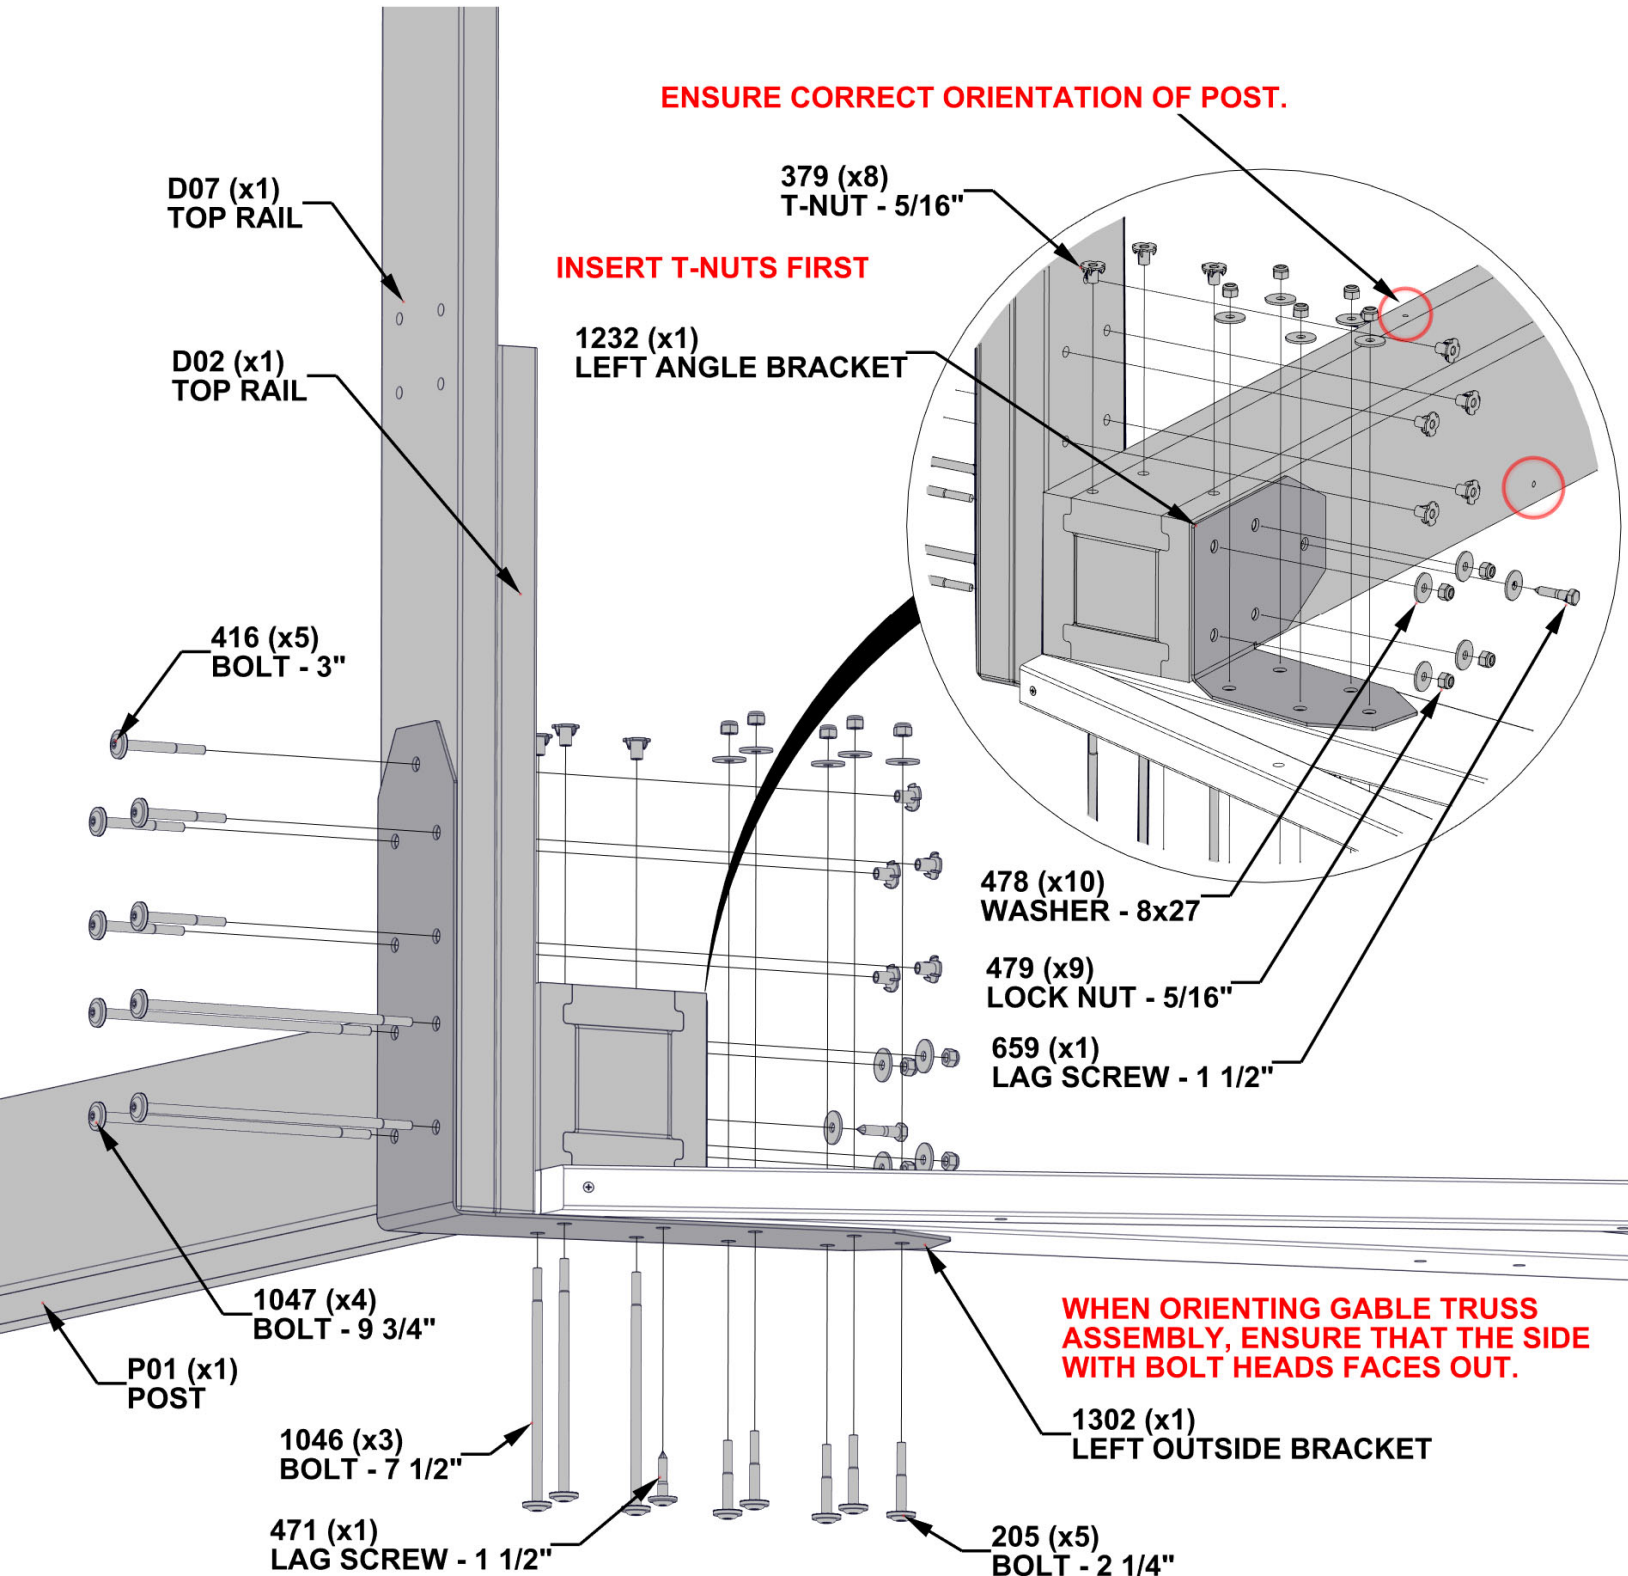 ENSURE CORRECT ORIENTATION OF POST.
D07 (x1)
TOP RAIL
379 (x8)
T-NUT - 5/16"
INSERT T-NUTS FIRST
1232 (x1)
LEFT ANGLE BRACKET
D02 (x1)
TOP RAIL
416 (x5)
BOLT - 3"
478 (x10)
WASHER - 8x27
479 (x9)
LOCK NUT - 5/16"
659 (x1)
LAG SCREW - 1 1/2"
1047 (x4)
BOLT - 9 3/4"
P01 (x1)
POST
WHEN ORIENTING GABLE TRUSS
ASSEMBLY, ENSURE THAT THE SIDE
WITH BOLT HEADS FACES OUT.
1302 (x1)
LEFT OUTSIDE BRACKET
1046 (x3)
BOLT - 7 1/2"
471 (x1)
LAG SCREW - 1 1/2"
205 (x5)
BOLT - 2 1/4"